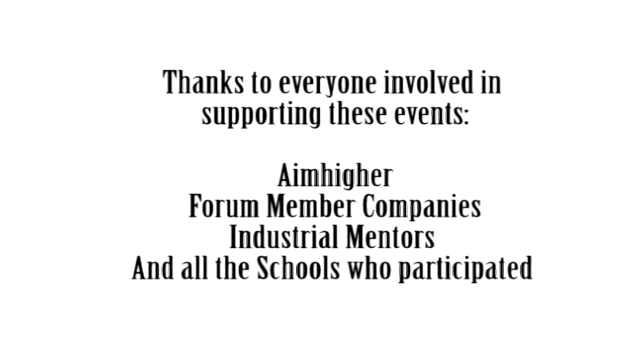 Thanks to everyone involved in
supporting these events:
Aimhigher
Forum Member Companies
Industrial Mentors
And all the Schools who participated